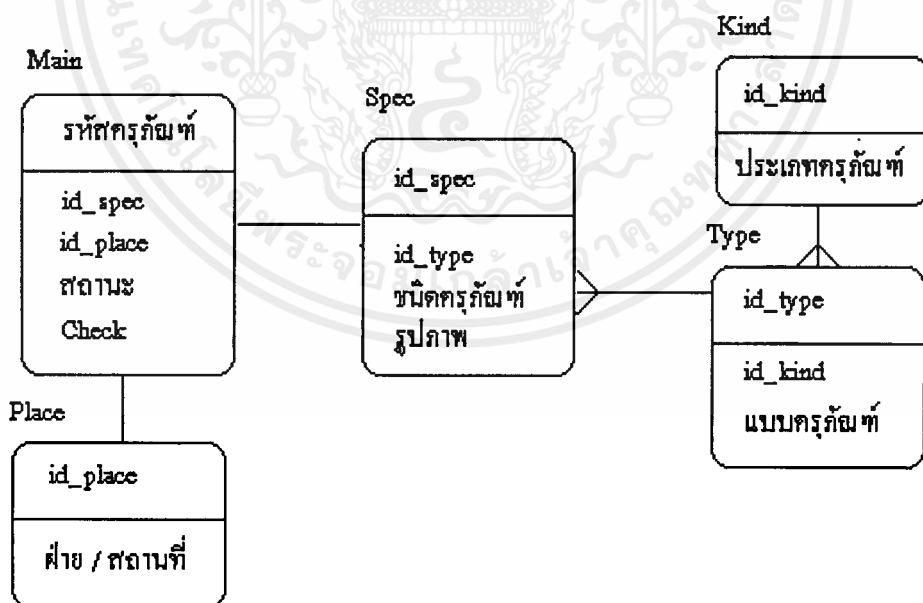 Main
รหัสครุภัณฑ์
id_spec
id_place
สถานะ
Check
Place
id_place
ฝ่าย / สถานที่
Spec
id_spec
id_type
ชนิดครุภัณฑ์
รูปภาพ
Kind
id_kind
ประเภทครุภัณฑ์
Type
id_type
id_kind
แบบครุภัณฑ์